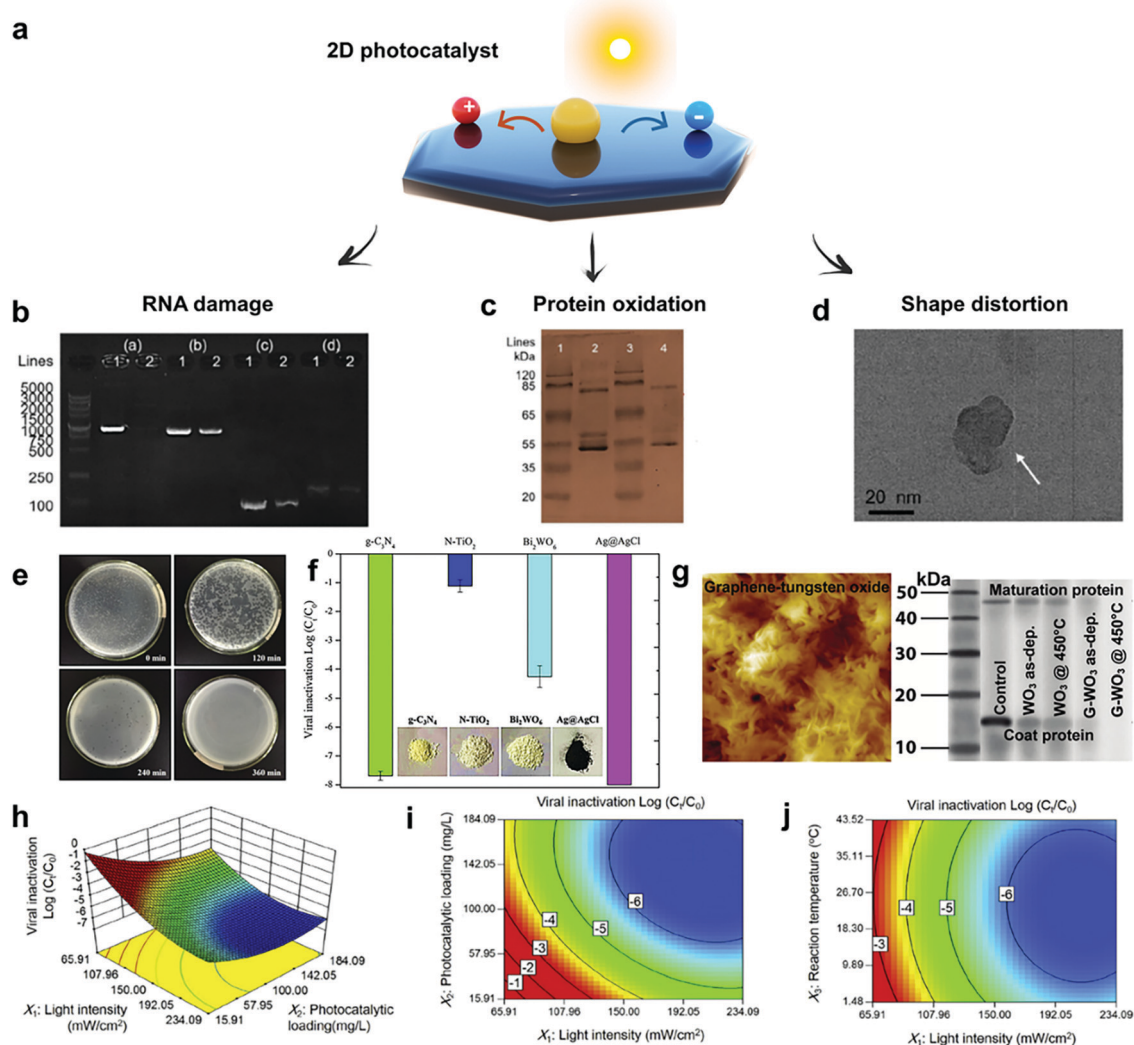 a
2D photocatalyst
+
-
b
RNA damage
Lines
(a) (b) (c) (d)
1 2 1 2 1 2 1 2
5000
3000
2000
1500
1000
750
500
250
100
c
Protein oxidation
Lines
kDa
1 2 3 4
120
85
65
55
35
20
d
Shape distortion
20 nm
e
0 min
120 min
240 min
360 min
f
g-C₃N₄ N-TiO₂ Bi₂WO₆ Ag@AgCl
Viral inactivation Log (Cₜ/C₀)
0
-1
-2
-3
-4
-5
-6
-7
-8
g-C₃N₄ N-TiO₂ Bi₂WO₆ Ag@AgCl
g
Graphene-tungsten oxide
kDa
50
40
30
20
10
Maturation protein
Control
WO₃ as-dep.
WO₃ @ 450°C
G-WO₃ as-dep.
G-WO₃ @ 450°C
Coat protein
h
Viral inactivation
Log (Cₜ/C₀)
0
-1
-2
-3
-4
-5
-6
-7
65.91
107.96
150.00
192.05
234.09
X₁: Light intensity
(mW/cm²)
184.09
142.05
100.00
57.95
15.91
X₂: Photocatalytic
loading(mg/L)
i
Viral inactivation Log (Cₜ/C₀)
X₂: Photocatalytic loading (mg/L)
184.09
142.05
100.00
57.95
15.91
-6
-5
-4
-3
-2
-1
65.91 107.96 150.00 192.05 234.09
X₁: Light intensity (mW/cm²)
j
Viral inactivation Log (Cₜ/C₀)
X₃: Reaction temperature (°C)
43.52
35.11
26.70
18.30
9.89
1.48
-3
-4
-5
-6
65.91 107.96 150.00 192.05 234.09
X₁: Light intensity (mW/cm²)